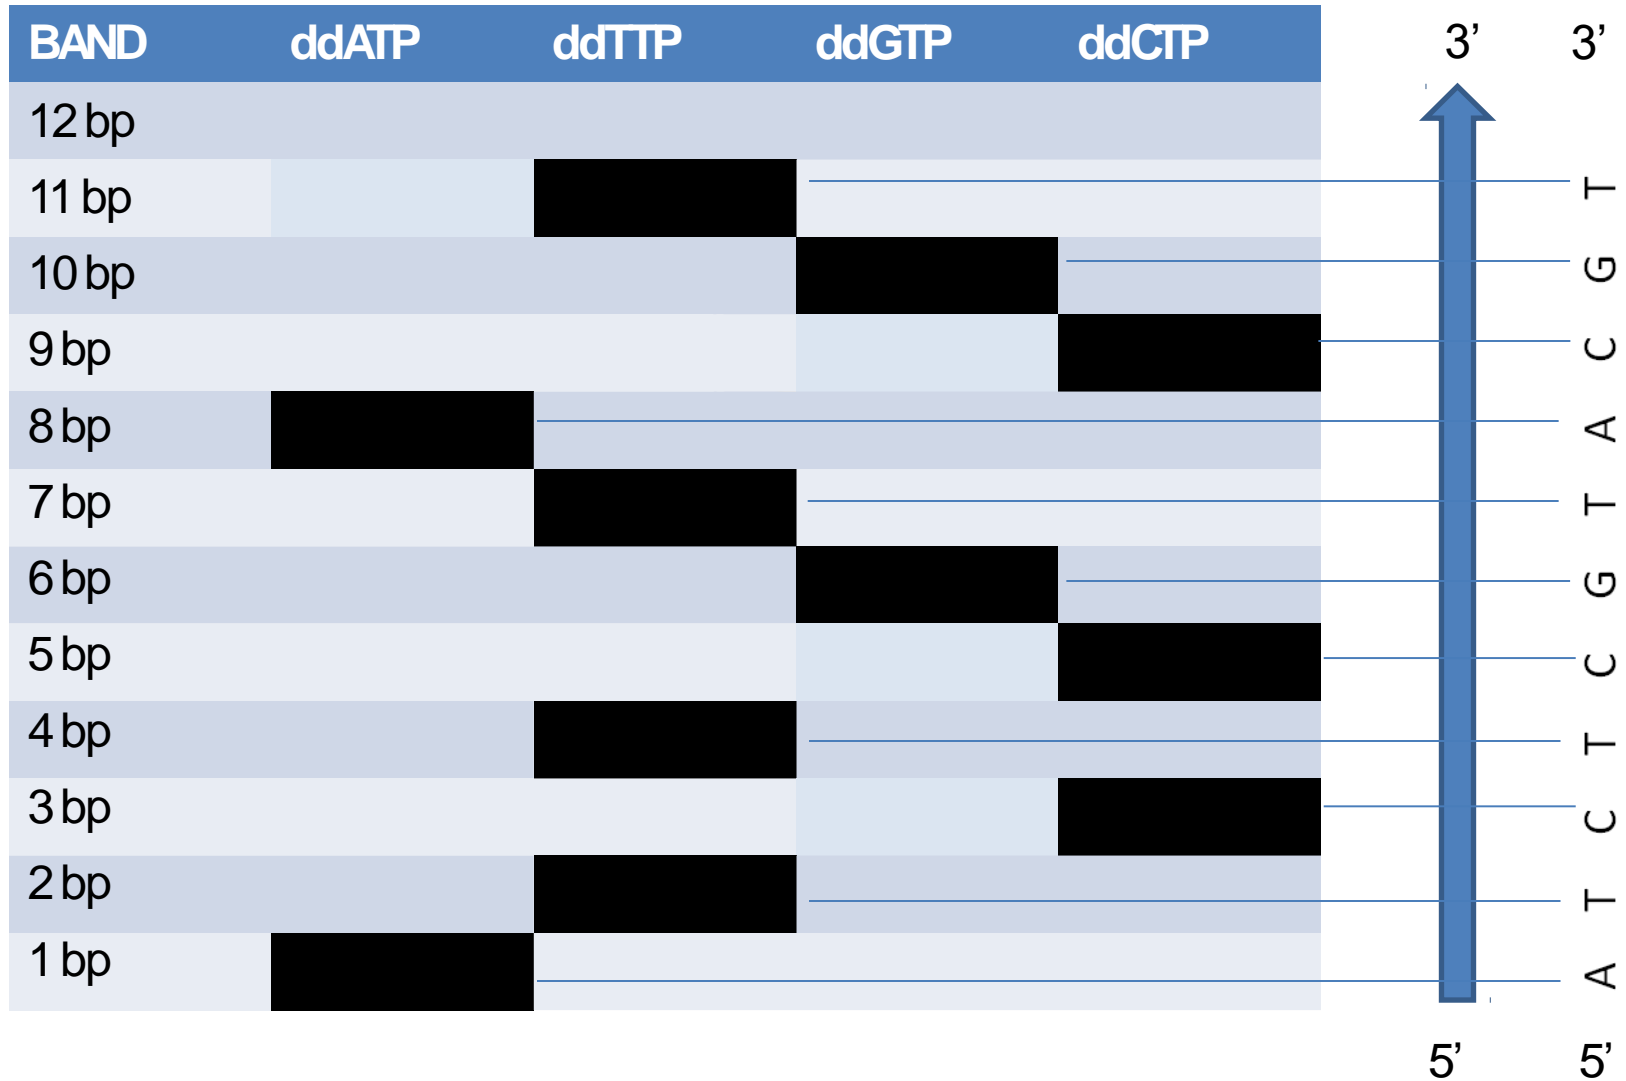 BAND ddATP ddTTP ddGTP ddCTP 3’ 3’
12 bp
11 bp T
10 bp G
9 bp C
8 bp A
7 bp T
6 bp G
5 bp C
4 bp T
3 bp C
2 bp T
1 bp A
5’ 5’